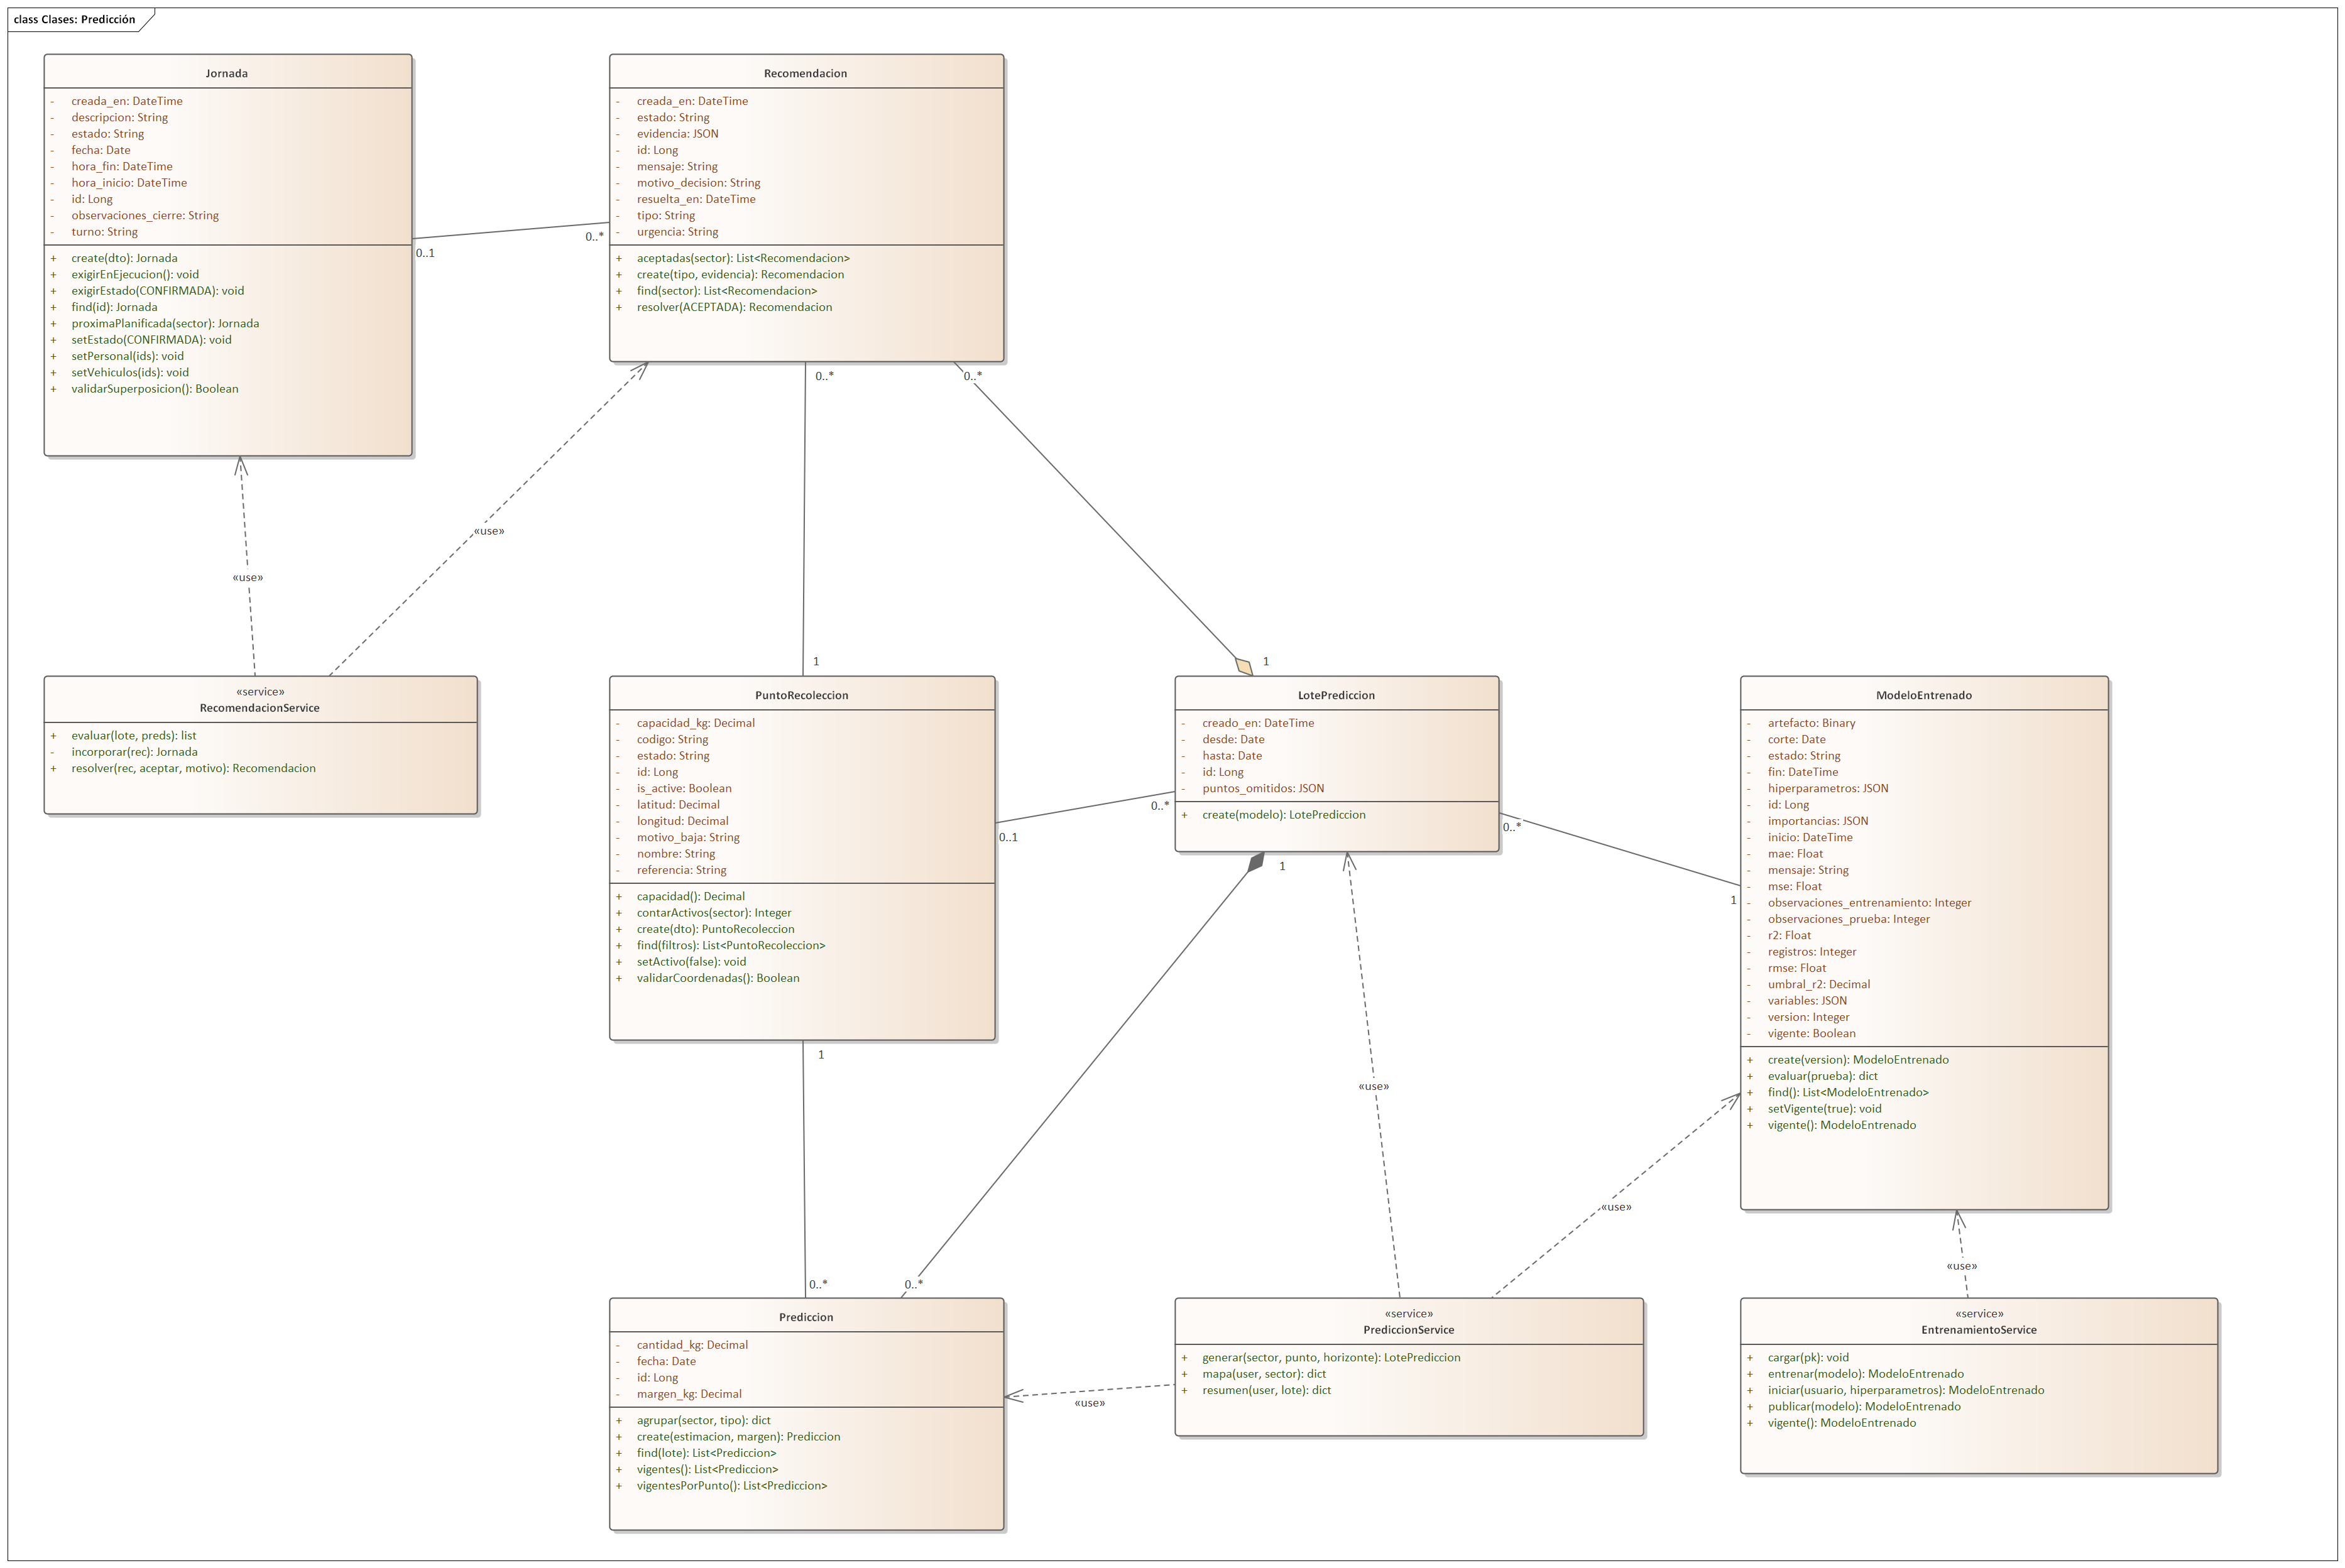 class Clases: Predicción
Jornada
- creada_en: DateTime
- descripcion: String
- estado: String
- fecha: Date
- hora_fin: DateTime
- hora_inicio: DateTime
- id: Long
- observaciones_cierre: String
- turno: String
+ create(dto): Jornada
+ exigirEnEjecucion(): void
+ exigirEstado(CONFIRMADA): void
+ find(id): Jornada
+ proximaPlanificada(sector): Jornada
+ setEstado(CONFIRMADA): void
+ setPersonal(ids): void
+ setVehiculos(ids): void
+ validarSuperposicion(): Boolean
0..1
0..*
Recomendacion
- creada_en: DateTime
- estado: String
- evidencia: JSON
- id: Long
- mensaje: String
- motivo_decision: String
- resuelta_en: DateTime
- tipo: String
- urgencia: String
+ aceptadas(sector): List<Recomendacion>
+ create(tipo, evidencia): Recomendacion
+ find(sector): List<Recomendacion>
+ resolver(ACEPTADA): Recomendacion
0..*
0..*
«use»
«use»
1
1
«service»
RecomendacionService
+ evaluar(lote, preds): list
- incorporar(rec): Jornada
+ resolver(rec, aceptar, motivo): Recomendacion
PuntoRecoleccion
- capacidad_kg: Decimal
- codigo: String
- estado: String
- id: Long
- is_active: Boolean
- latitud: Decimal
- longitud: Decimal
- motivo_baja: String
- nombre: String
- referencia: String
+ capacidad(): Decimal
+ contarActivos(sector): Integer
+ create(dto): PuntoRecoleccion
+ find(filtros): List<PuntoRecoleccion>
+ setActivo(false): void
+ validarCoordenadas(): Boolean
0..1
0..*
LotePrediccion
- creado_en: DateTime
- desde: Date
- hasta: Date
- id: Long
- puntos_omitidos: JSON
+ create(modelo): LotePrediccion
0..*
1
ModeloEntrenado
- artefacto: Binary
- corte: Date
- estado: String
- fin: DateTime
- hiperparametros: JSON
- id: Long
- importancias: JSON
- inicio: DateTime
- mae: Float
- mensaje: String
- mse: Float
- observaciones_entrenamiento: Integer
- observaciones_prueba: Integer
- r2: Float
- registros: Integer
- rmse: Float
- umbral_r2: Decimal
- variables: JSON
- version: Integer
- vigente: Boolean
+ create(version): ModeloEntrenado
+ evaluar(prueba): dict
+ find(): List<ModeloEntrenado>
+ setVigente(true): void
+ vigente(): ModeloEntrenado
1
1
«use»
«use»
«use»
0..*
0..*
Prediccion
- cantidad_kg: Decimal
- fecha: Date
- id: Long
- margen_kg: Decimal
+ agrupar(sector, tipo): dict
+ create(estimacion, margen): Prediccion
+ find(lote): List<Prediccion>
+ vigentes(): List<Prediccion>
+ vigentesPorPunto(): List<Prediccion>
«use»
«service»
PrediccionService
+ generar(sector, punto, horizonte): LotePrediccion
+ mapa(user, sector): dict
+ resumen(user, lote): dict
«service»
EntrenamientoService
+ cargar(pk): void
+ entrenar(modelo): ModeloEntrenado
+ iniciar(usuario, hiperparametros): ModeloEntrenado
+ publicar(modelo): ModeloEntrenado
+ vigente(): ModeloEntrenado